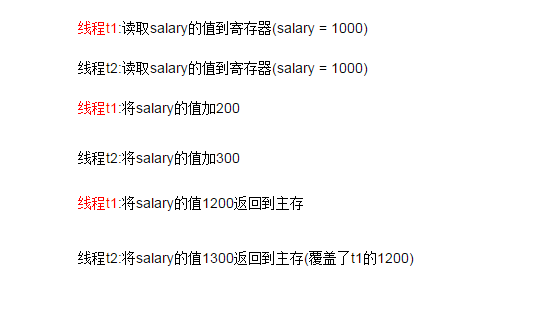 线程t1:读取salary的值到寄存器(salary = 1000)
线程t2:读取salary的值到寄存器(salary = 1000)
线程t1:将salary的值加200
线程t2:将salary的值加300
线程t1:将salary的值1200返回到主存
线程t2:将salary的值1300返回到主存(覆盖了t1的1200)